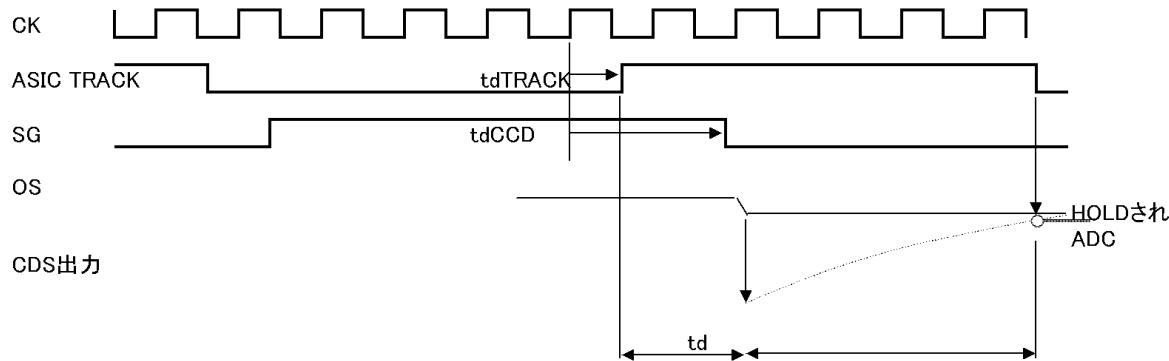 CK
ASIC TRACK
tdTRACK
SG
tdCCD
OS
HOLDされ
ADC
CDS出力
td